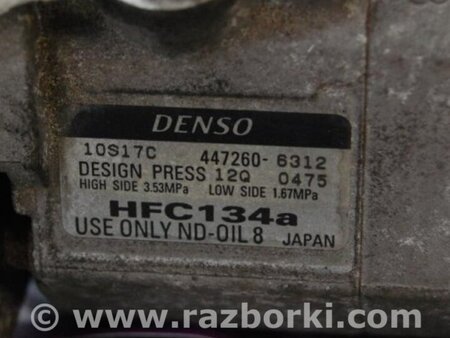 DENSO
10S17C 447260-6312
DESIGN PRESS 12Q 0475
HIGH SIDE 3.53MPa LOW SIDE 1.67MPa
HFC134a
USE ONLY ND-OIL 8 JAPAN
www.razborki.com